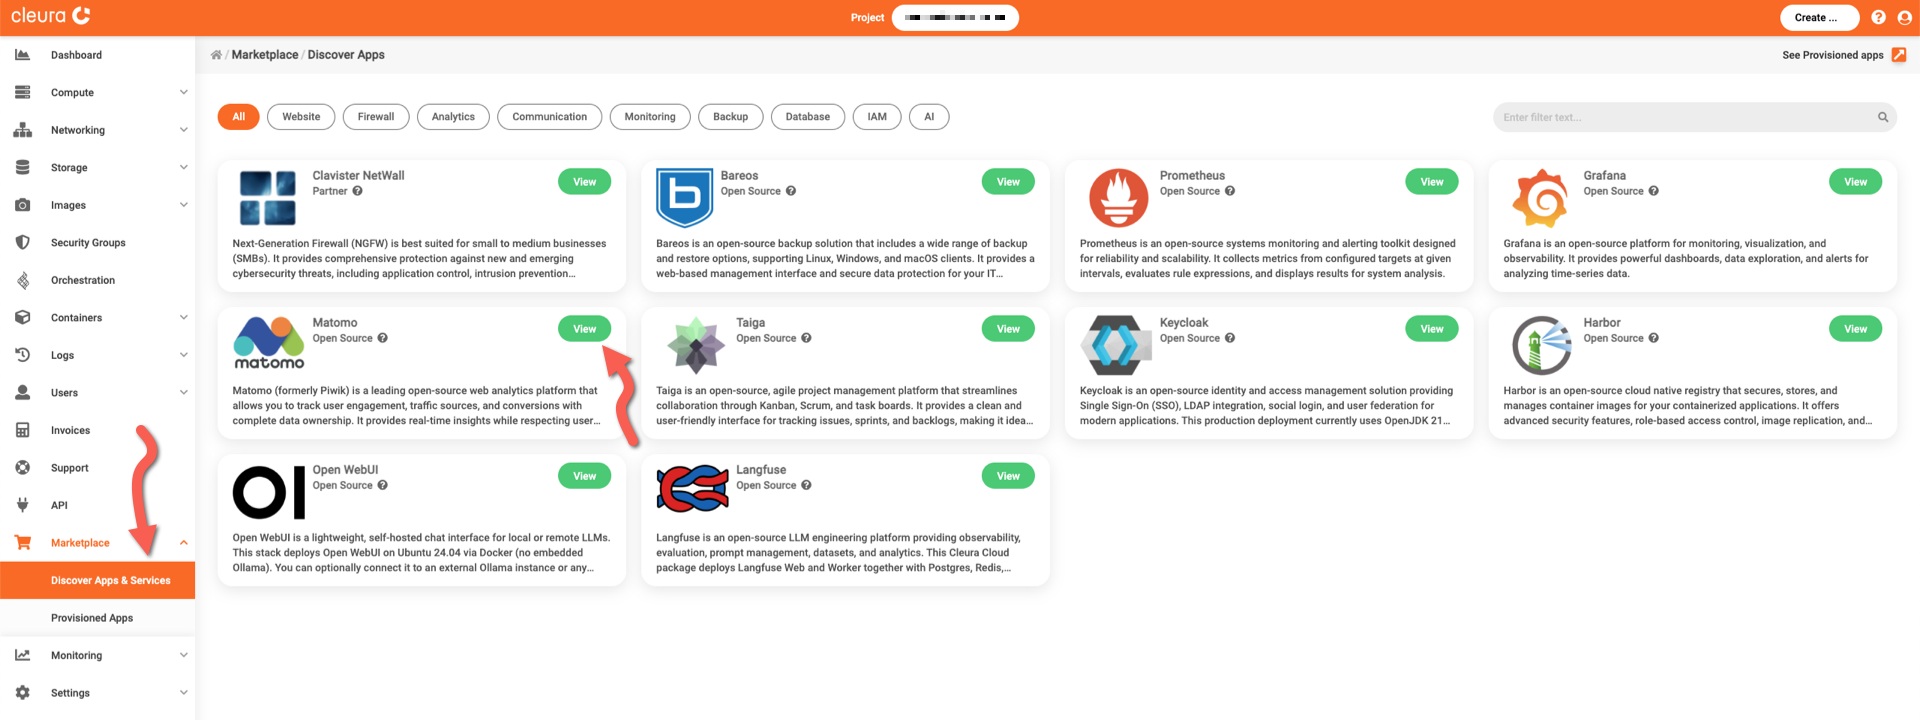 cleura
Project
Create ...
Dashboard
Compute
Networking
Storage
Images
Security Groups
Orchestration
Containers
Logs
Users
Invoices
Support
API
Marketplace
Discover Apps & Services
Provisioned Apps
Monitoring
Settings
/ Marketplace / Discover Apps
See Provisioned apps
All
Website
Firewall
Analytics
Communication
Monitoring
Backup
Database
IAM
AI
Enter filter text...
Clavister NetWall
Partner
View
Next-Generation Firewall (NGFW) is best suited for small to medium businesses
(SMBs). It provides comprehensive protection against new and emerging
cybersecurity threats, including application control, intrusion prevention...
Bareos
Open Source
View
Bareos is an open-source backup solution that includes a wide range of backup
and restore options, supporting Linux, Windows, and macOS clients. It provides a
web-based management interface and secure data protection for your IT...
Prometheus
Open Source
View
Prometheus is an open-source systems monitoring and alerting toolkit designed
for reliability and scalability. It collects metrics from configured targets at given
intervals, evaluates rule expressions, and displays results for system analysis.
Grafana
Open Source
View
Grafana is an open-source platform for monitoring, visualization, and
observability. It provides powerful dashboards, data exploration, and alerts for
analyzing time-series data.
matomo
Matomo
Open Source
View
Matomo (formerly Piwik) is a leading open-source web analytics platform that
allows you to track user engagement, traffic sources, and conversions with
complete data ownership. It provides real-time insights while respecting user...
Taiga
Open Source
View
Taiga is an open-source, agile project management platform that streamlines
collaboration through Kanban, Scrum, and task boards. It provides a clean and
user-friendly interface for tracking issues, sprints, and backlogs, making it idea...
Keycloak
Open Source
View
Keycloak is an open-source identity and access management solution providing
Single Sign-On (SSO), LDAP integration, social login, and user federation for
modern applications. This production deployment currently uses OpenJDK 21...
Harbor
Open Source
View
Harbor is an open-source cloud native registry that secures, stores, and
manages container images for your containerized applications. It offers
advanced security features, role-based access control, image replication, and...
OI
Open WebUI
Open Source
View
Open WebUI is a lightweight, self-hosted chat interface for local or remote LLMs.
This stack deploys Open WebUI on Ubuntu 24.04 via Docker (no embedded
Ollama). You can optionally connect it to an external Ollama instance or any...
Langfuse
Open Source
View
Langfuse is an open-source LLM engineering platform providing observability,
evaluation, prompt management, datasets, and analytics. This Cleura Cloud
package deploys Langfuse Web and Worker together with Postgres, Redis,...